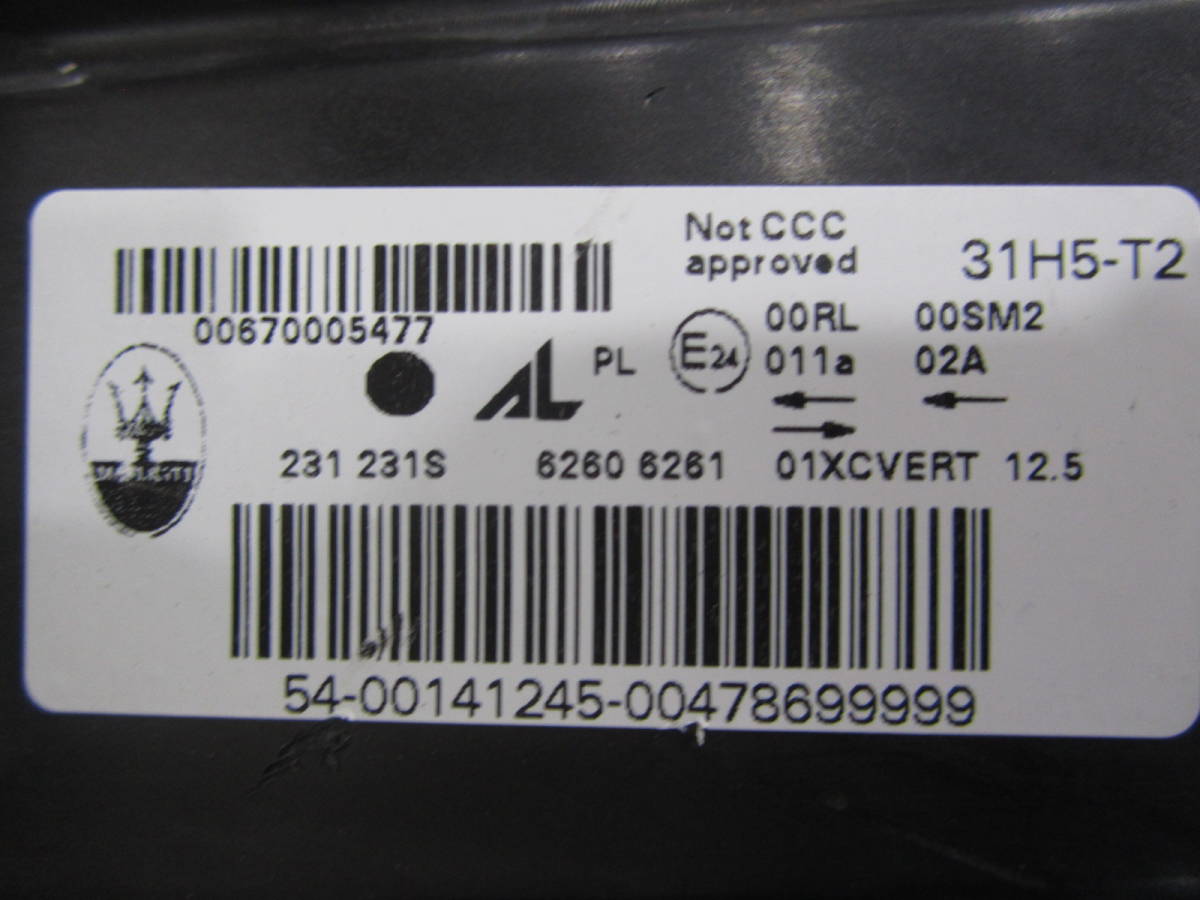 Not CCC
approved
31H5-T2
00670005477
PL
E24
00RL 00SM2
011a 02A
231 231S 6260 6261 01XCVERT 12.5
54-00141245-00478699999
AL
MASERATI